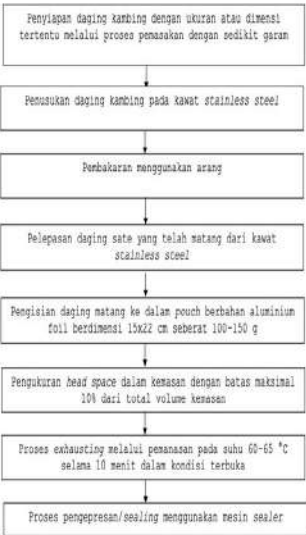 Penyiapan daging kambing dengan ukuran atau dimensi
tertentu melalui proses pemasakan dengan sedikit garam
Penusukan daging kambing pada kawat stainless steel
Pembakaran menggunakan arang
Pelepasan daging sate yang telah matang dari kawat
stainless steel
Pengisian daging matang ke dalam pouch berbahan aluminium
foil berdimensi 15x22 cm seberat 100-150 g
Pengukuran head space dalam kemasan dengan batas maksimal
10% dari total volume kemasan
Proses exhausting melalui pemanasan pada suhu 60-65 °C
selama 10 menit dalam kondisi terbuka
Proses pengepresan/sealing menggunakan mesin sealer